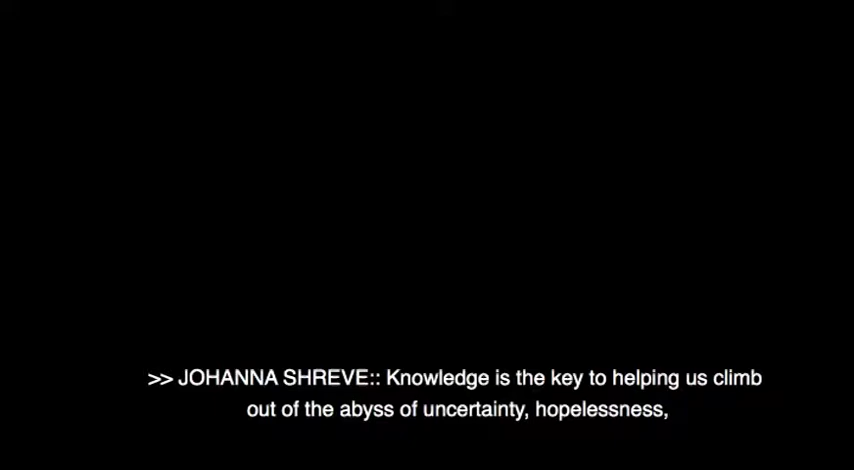 >> JOHANNA SHREVE:: Knowledge is the key to helping us climb
out of the abyss of uncertainty, hopelessness,